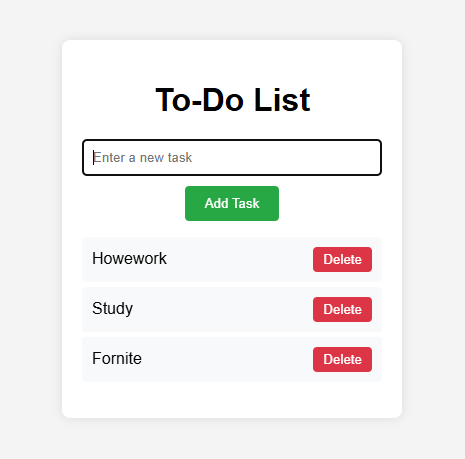 To-Do List
Enter a new task
Add Task
Howework Delete
Study Delete
Fornite Delete